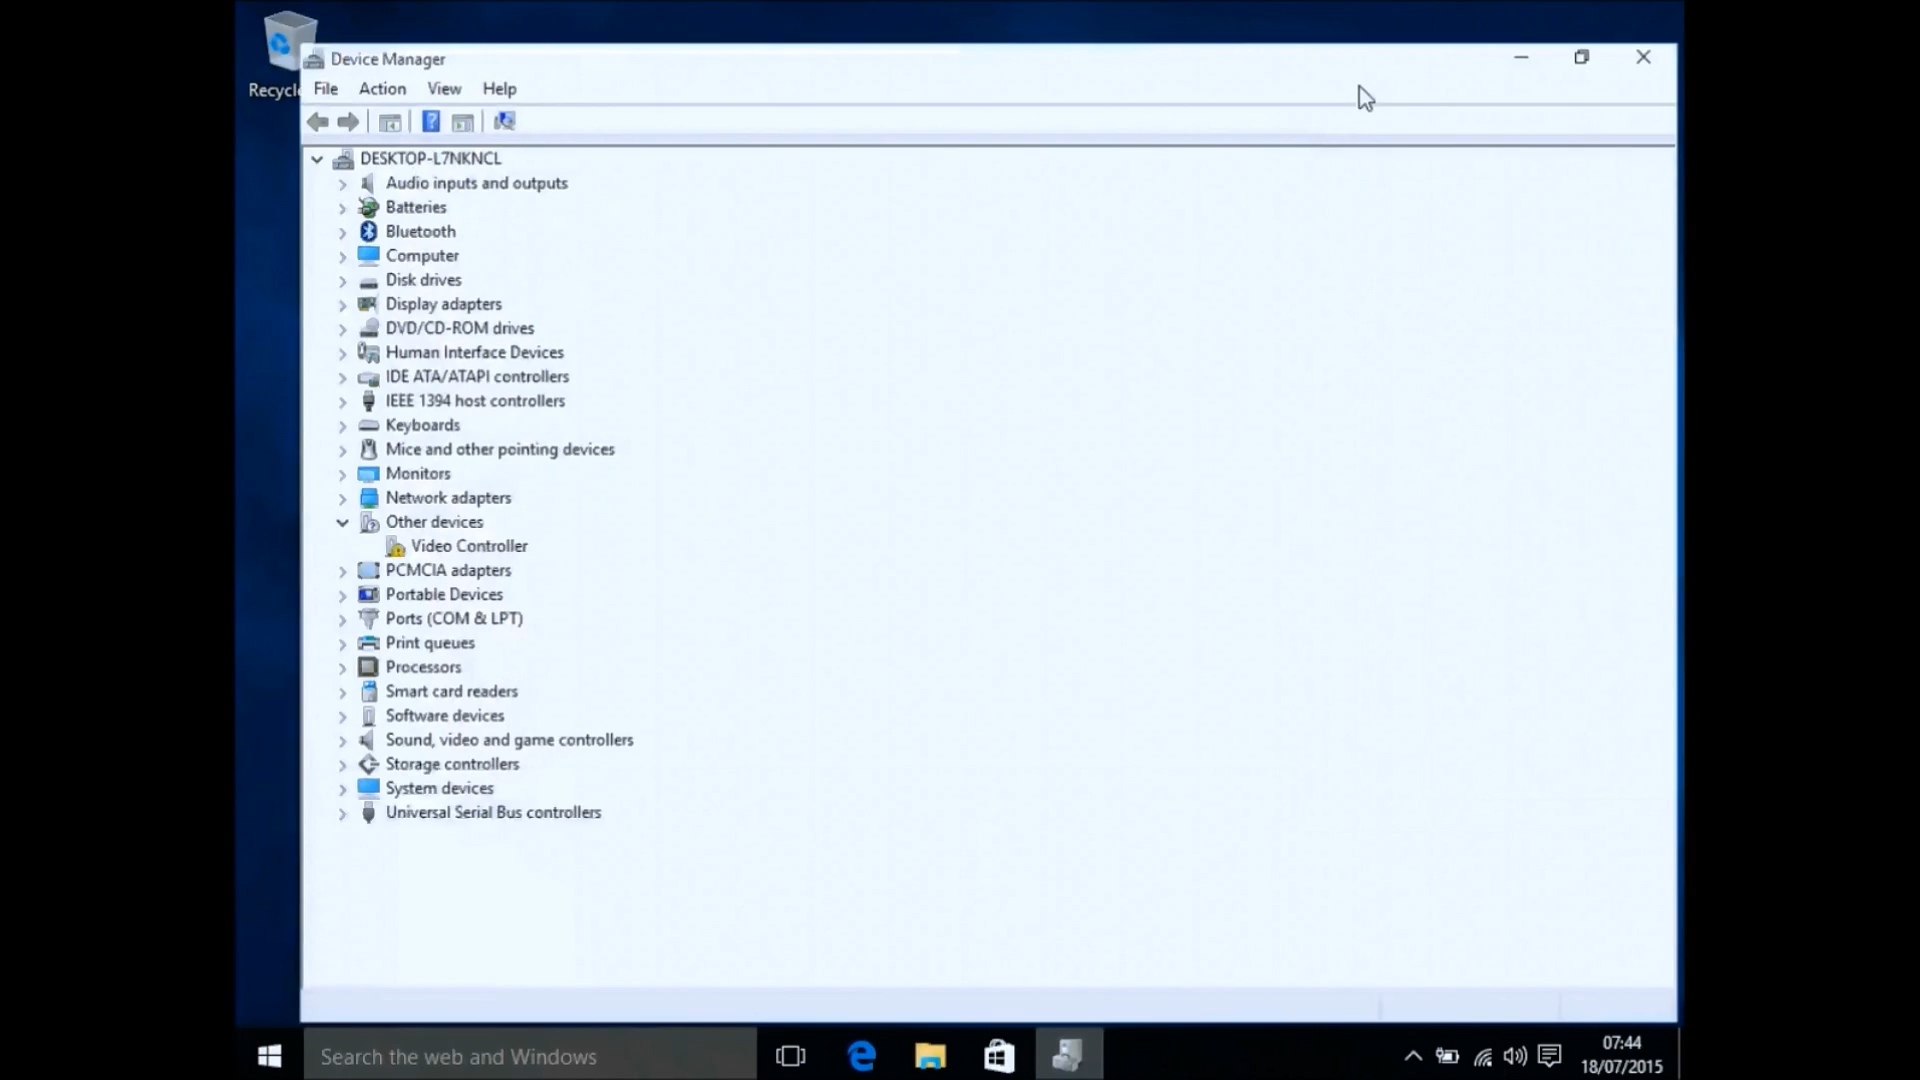 Device Manager
Recycl
File Action View Help
DESKTOP-L7NKNCL
Audio inputs and outputs
Batteries
Bluetooth
Computer
Disk drives
Display adapters
DVD/CD-ROM drives
Human Interface Devices
IDE ATA/ATAPI controllers
IEEE 1394 host controllers
Keyboards
Mice and other pointing devices
Monitors
Network adapters
Other devices
Video Controller
PCMCIA adapters
Portable Devices
Ports (COM & LPT)
Print queues
Processors
Smart card readers
Software devices
Sound, video and game controllers
Storage controllers
System devices
Universal Serial Bus controllers
Search the web and Windows
07:44
18/07/2015